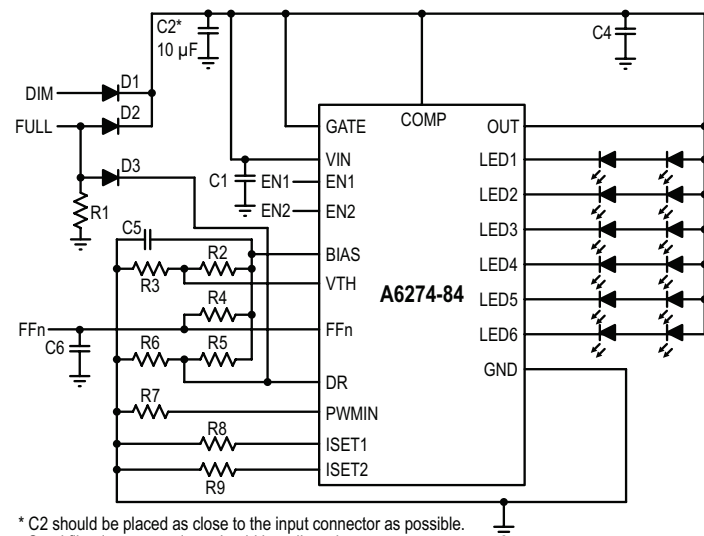 C2*
10 µF
C4
DIM
D1
FULL
D2
D3
R1
C1
GATE
COMP
OUT
VIN
LED1
EN1
EN1
EN2
EN2
LED2
LED3
C5
BIAS
R2
R3
VTH
LED4
A6274-84
R4
LED5
FFn
FFn
LED6
C6
R6
R5
GND
DR
R7
PWMIN
R8
ISET1
ISET2
R9
* C2 should be placed as close to the input connector as possible.